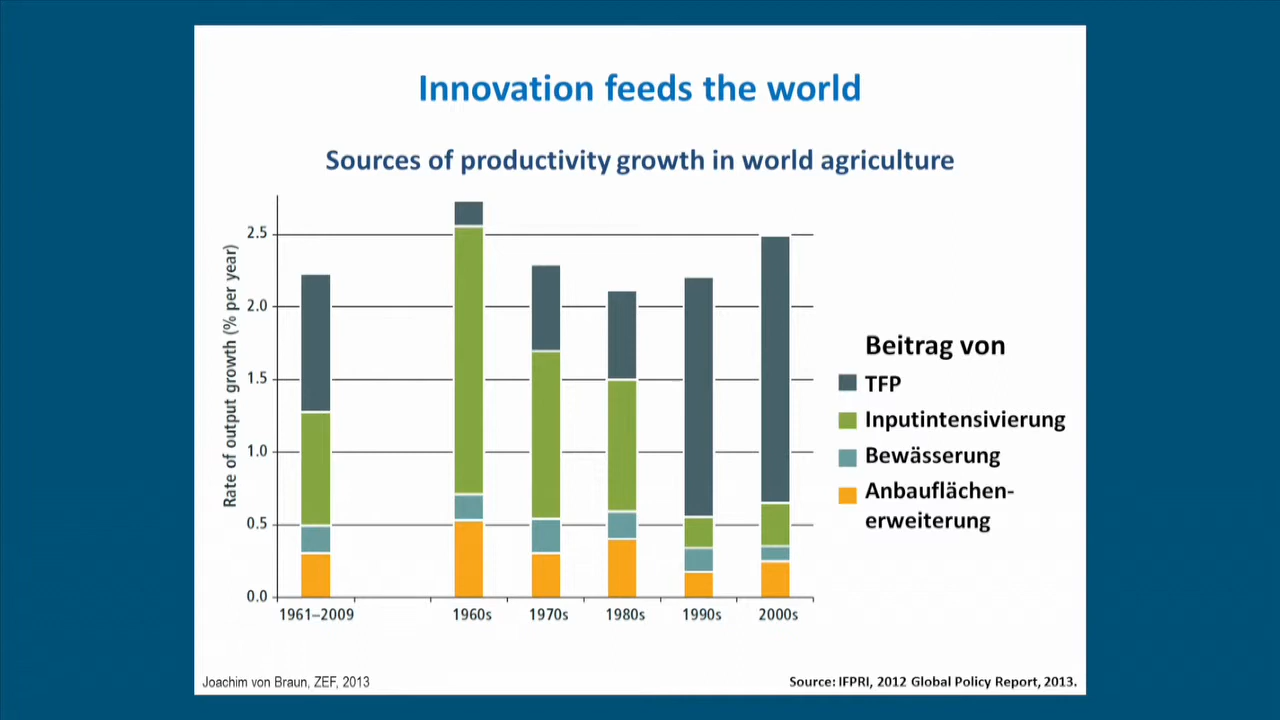 Innovation feeds the world
Sources of productivity growth in world agriculture
Rate of output growth (% per year)
2.5
2.0
1.5
1.0
0.5
0.0
1961–2009
1960s
1970s
1980s
1990s
2000s
Beitrag von
TFP
Inputintensivierung
Bewässerung
Anbauflächen-
erweiterung
Joachim von Braun, ZEF, 2013
Source: IFPRI, 2012 Global Policy Report, 2013.